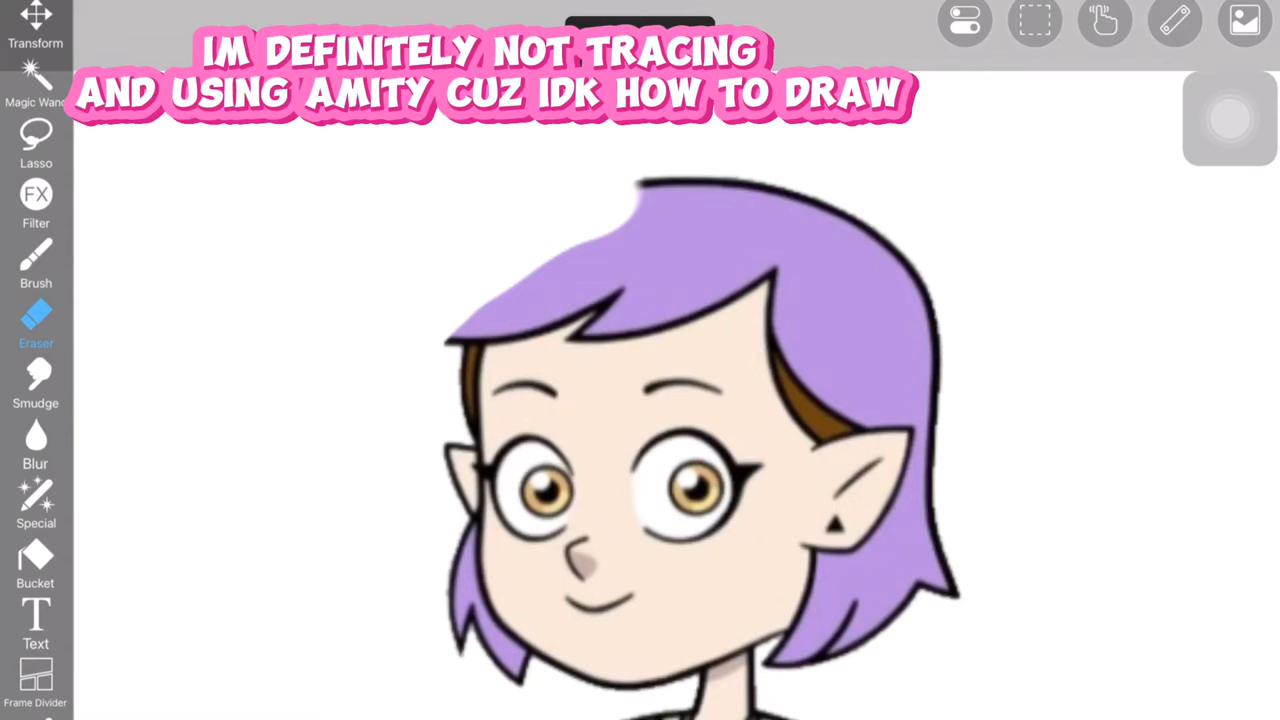 IM DEFINITELY NOT TRACING
AND USING AMITY CUZ IDK HOW TO DRAW
Transform
Magic Wand
Lasso
FX
Filter
Brush
Eraser
Smudge
Blur
Special
Bucket
T
Text
Frame Divider